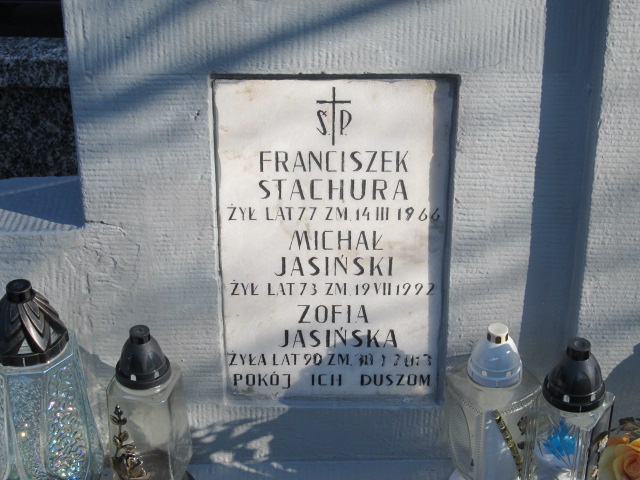 Ś P.
FRANCISZEK
STACHURA
ŻYŁ LAT 77 ZM. 14 III 1966
MICHAŁ
JASIŃSKI
ŻYŁ LAT 73 ZM. 19 VII 1992
ZOFIA
JASIŃSKA
ŻYŁA LAT 90 ZM. 2013
POKÓJ ICH DUSZOM